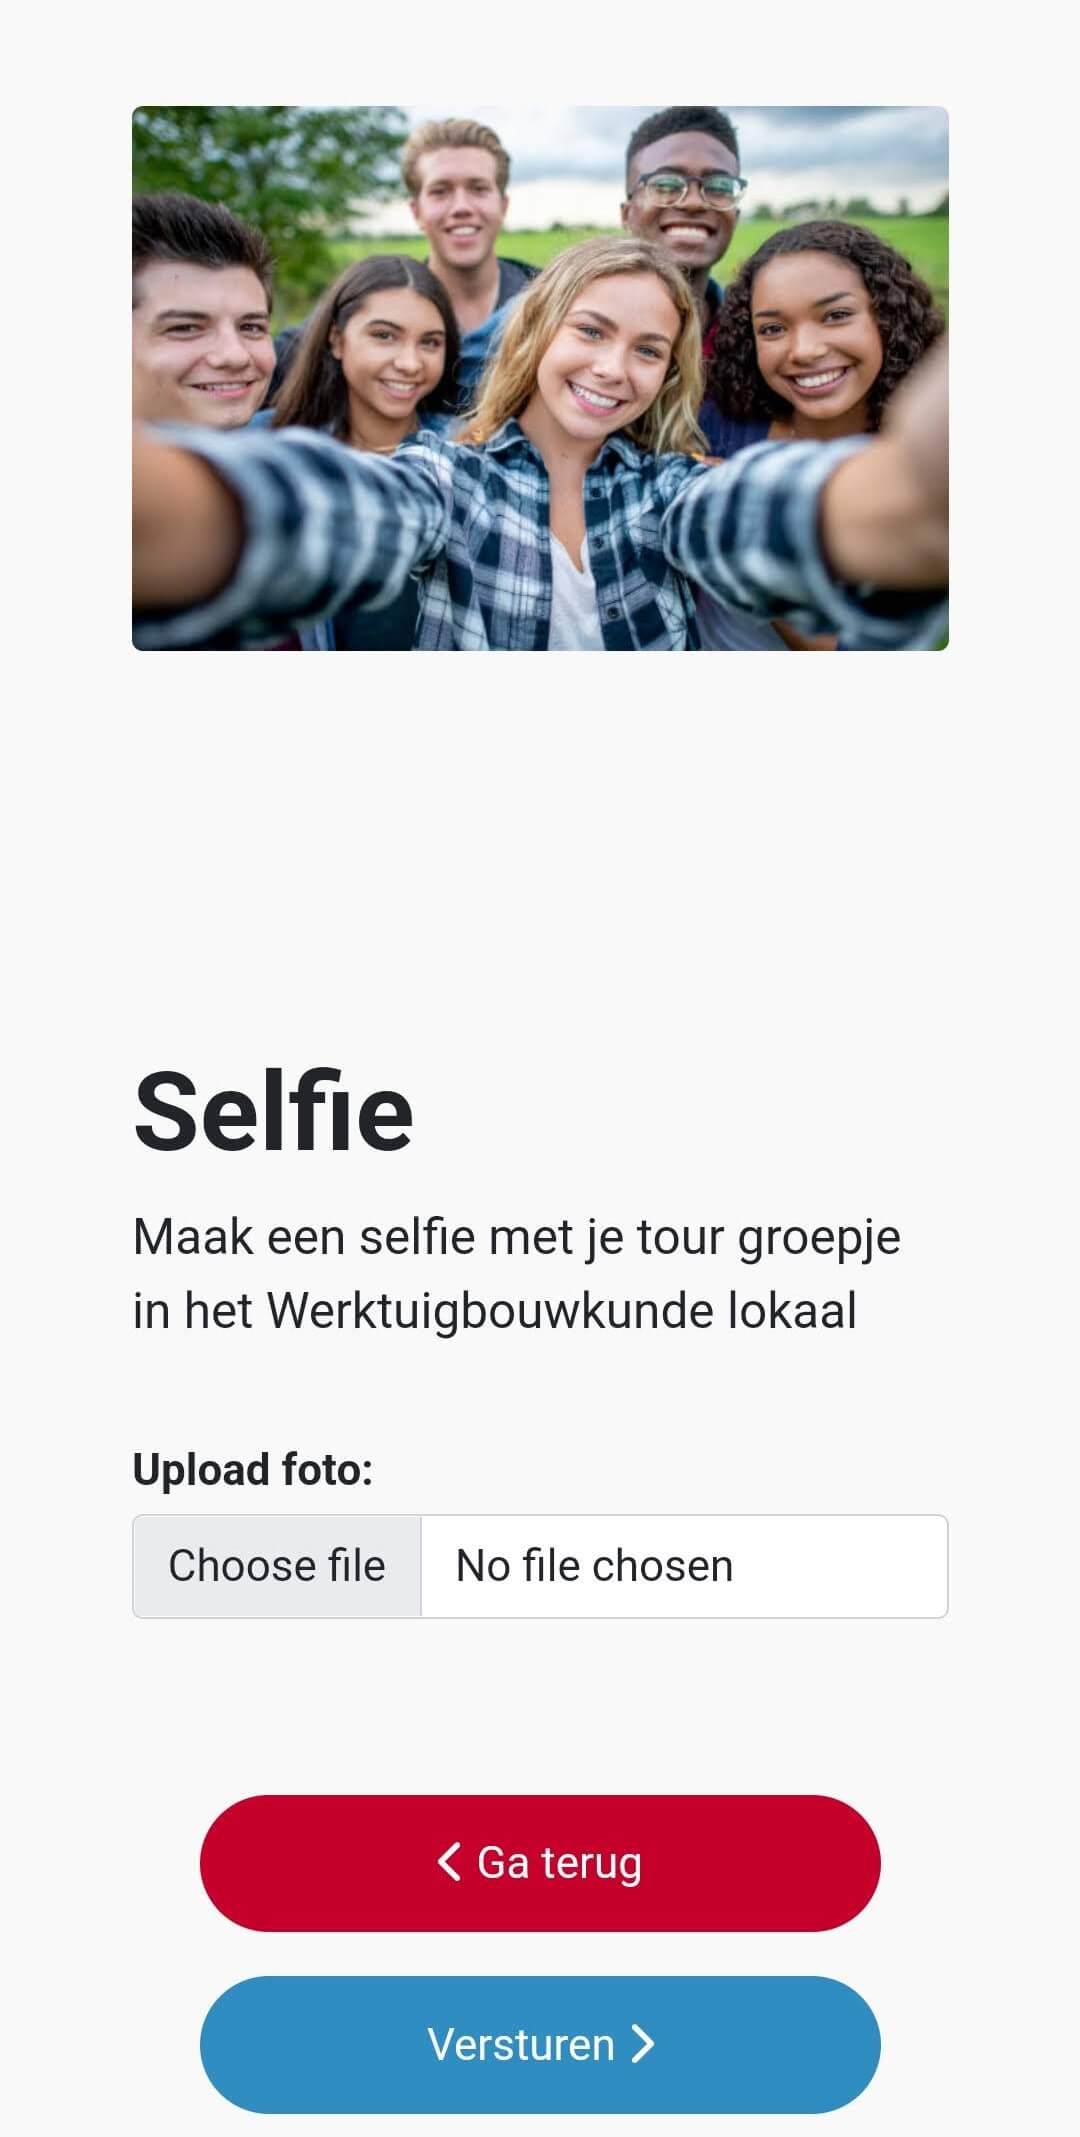 Selfie
Maak een selfie met je tour groepje
in het Werktuigbouwkunde lokaal
Upload foto:
Choose file No file chosen
Ga terug
Versturen